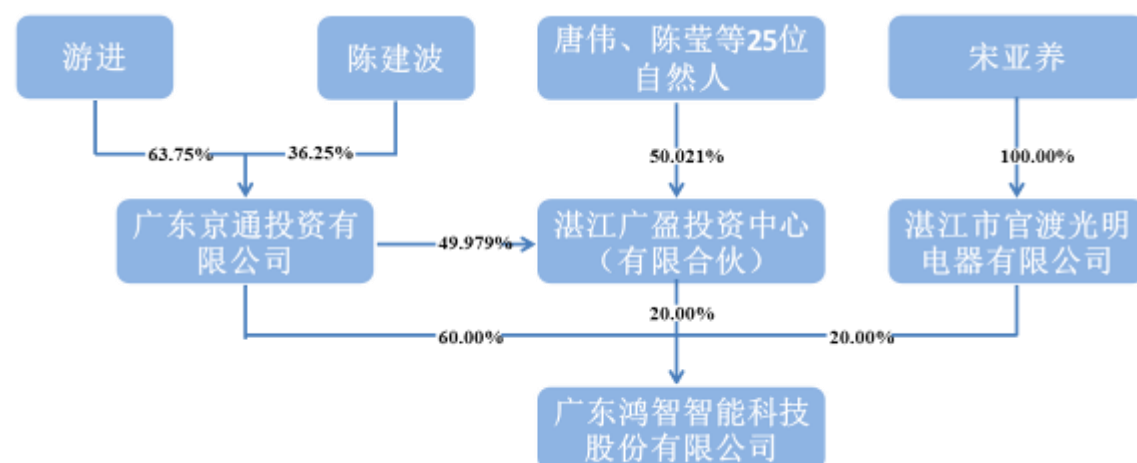 游进
陈建波
唐伟、陈莹等25位
自然人
宋亚养
63.75%
36.25%
50.021%
100.00%
广东京通投资有
限公司
49.979%
湛江广盈投资中心
（有限合伙）
湛江市官渡光明
电器有限公司
60.00%
20.00%
20.00%
广东鸿智智能科技
股份有限公司